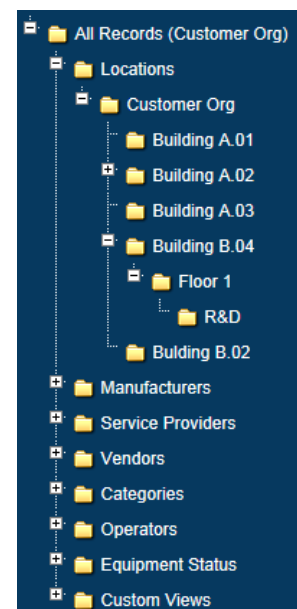 All Records (Customer Org)
Locations
Customer Org
Building A.01
Building A.02
Building A.03
Building B.04
Floor 1
R&D
Bulding B.02
Manufacturers
Service Providers
Vendors
Categories
Operators
Equipment Status
Custom Views